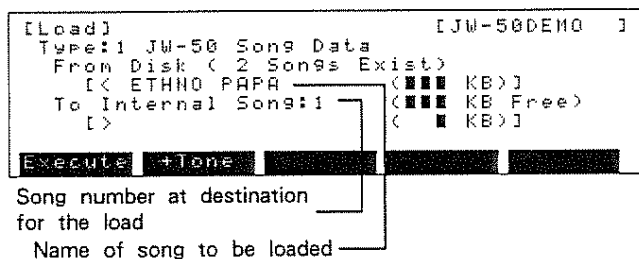 [Load] [JW-50DEMO ]
Type:1 JW-50 Song Data
From Disk ( 2 Songs Exist)
[< ETHNO PAPA (■■■ KB)]
To Internal Song:1 (■■■ KB Free)
[> ( ■ KB)]
Execute +Tone
Song number at destination
for the load
Name of song to be loaded